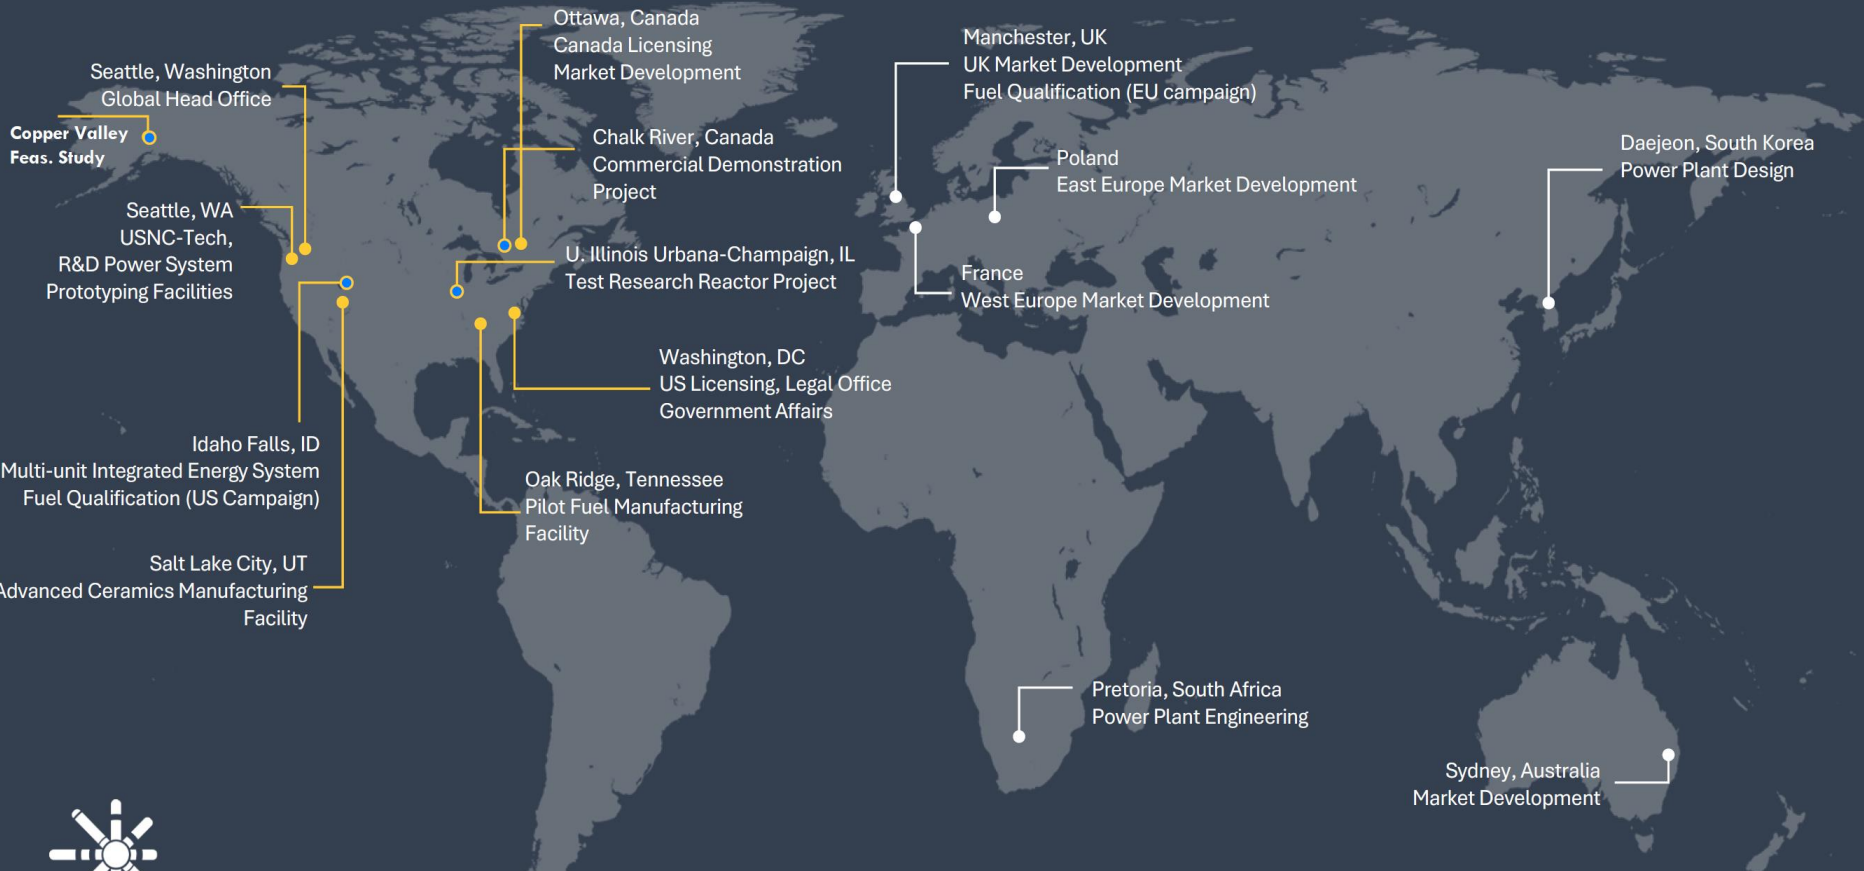 Ottawa, Canada
Canada Licensing
Market Development
Manchester, UK
UK Market Development
Fuel Qualification (EU campaign)
Seattle, Washington
Global Head Office
Copper Valley
Feas. Study
Chalk River, Canada
Commercial Demonstration
Project
Poland
East Europe Market Development
Daejeon, South Korea
Power Plant Design
Seattle, WA
USNC-Tech,
R&D Power System
Prototyping Facilities
U. Illinois Urbana-Champaign, IL
Test Research Reactor Project
France
West Europe Market Development
Washington, DC
US Licensing, Legal Office
Government Affairs
Idaho Falls, ID
Multi-unit Integrated Energy System
Fuel Qualification (US Campaign)
Oak Ridge, Tennessee
Pilot Fuel Manufacturing
Facility
Salt Lake City, UT
Advanced Ceramics Manufacturing
Facility
Pretoria, South Africa
Power Plant Engineering
Sydney, Australia
Market Development